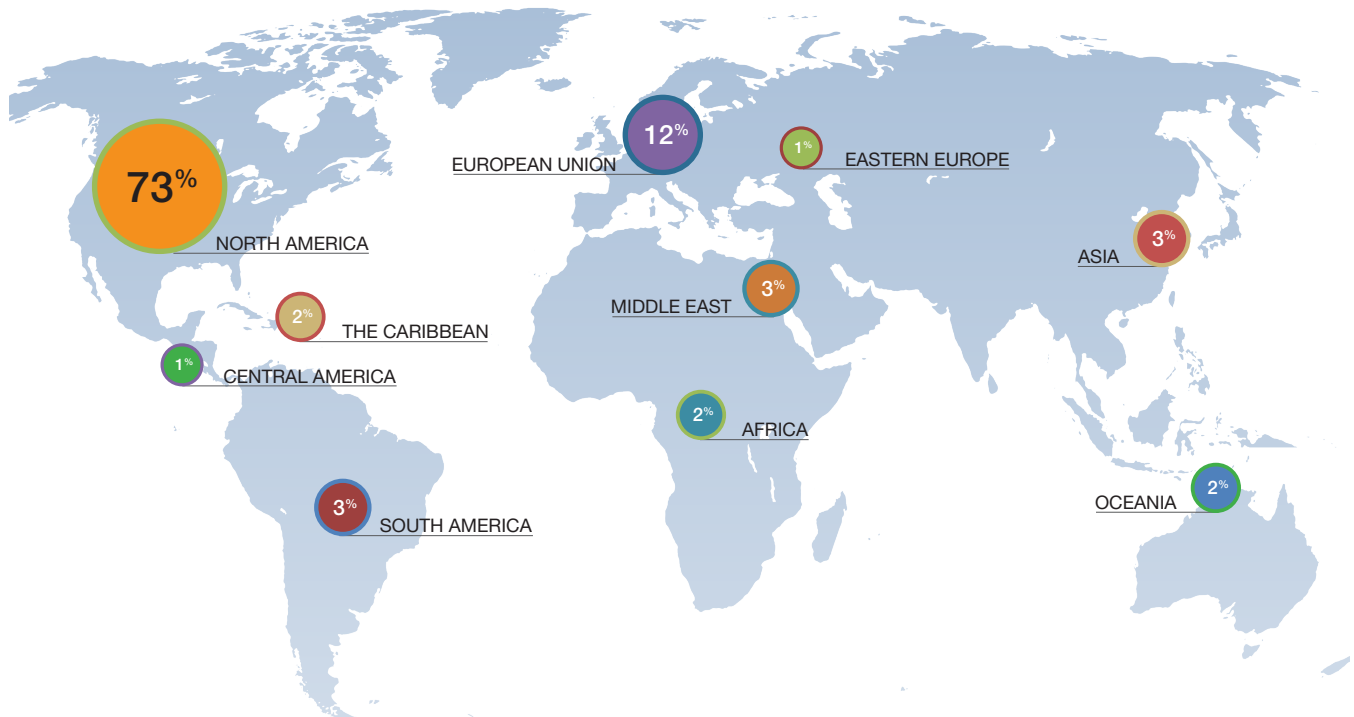 73%
NORTH AMERICA
12%
EUROPEAN UNION
1%
EASTERN EUROPE
3%
ASIA
3%
MIDDLE EAST
2%
THE CARIBBEAN
1%
CENTRAL AMERICA
2%
AFRICA
3%
SOUTH AMERICA
2%
OCEANIA